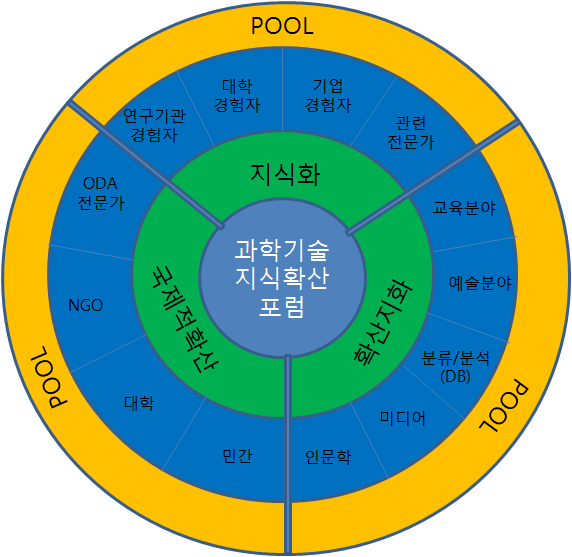 POOL
연구기관
경험자
대학
경험자
기업
경험자
관련
전문가
지식화
ODA
전문가
교육분야
과학기술
지식확산
포럼
예술분야
NGO
국제적확산
확산지화
분류/분석
(DB)
POOL
POOL
대학
미디어
민간
인문학